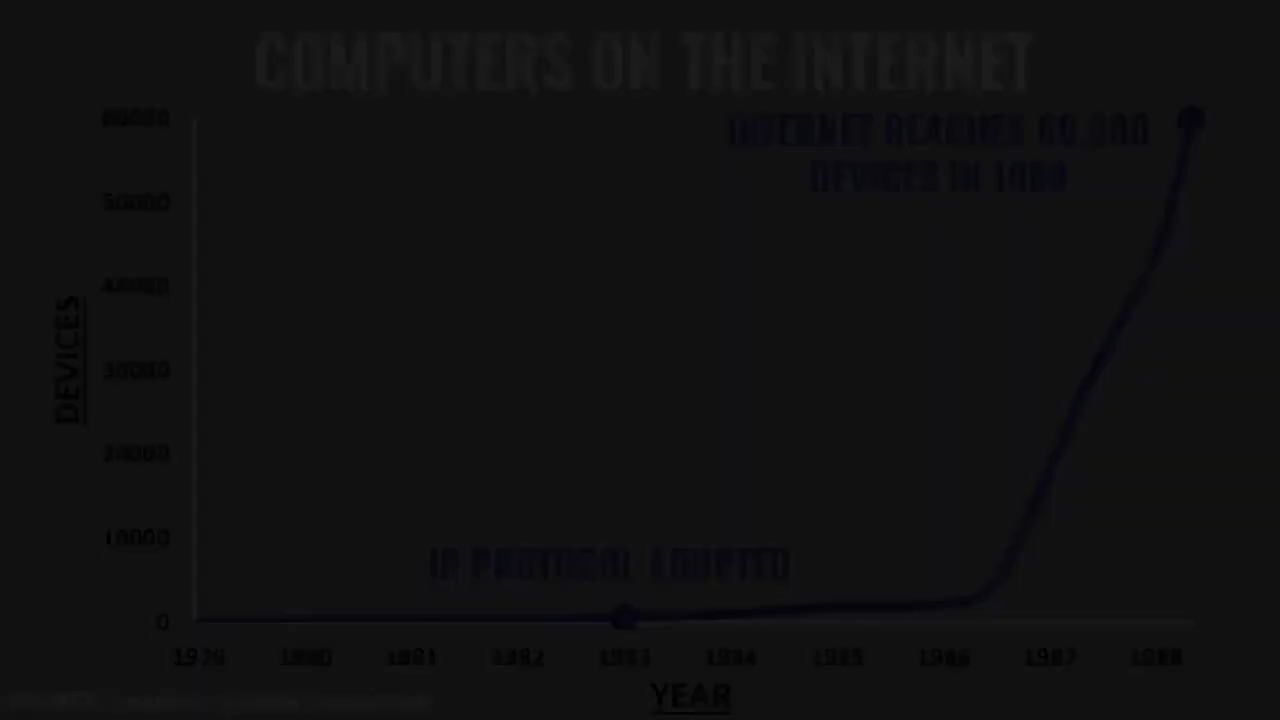 COMPUTERS ON THE INTERNET
60000
INTERNET REACHES 60,000
DEVICES IN 1988
50000
40000
DEVICES
30000
20000
10000
IP PROTOCAL ADOPTED
0
1979 1980 1981 1982 1983 1984 1985 1986 1987 1988
YEAR